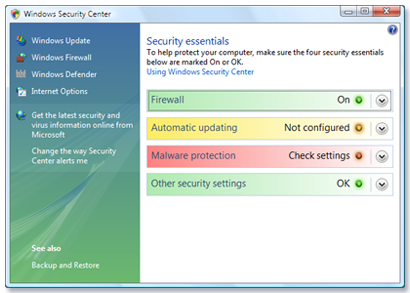 Windows Security Center
Windows Update
Windows Firewall
Windows Defender
Internet Options
Get the latest security and
virus information online from
Microsoft
Change the way Security
Center alerts me
See also
Backup and Restore
Security essentials
To help protect your computer, make sure the four security essentials
below are marked On or OK.
Using Windows Security Center
Firewall On
Automatic updating Not configured
Malware protection Check settings
Other security settings OK